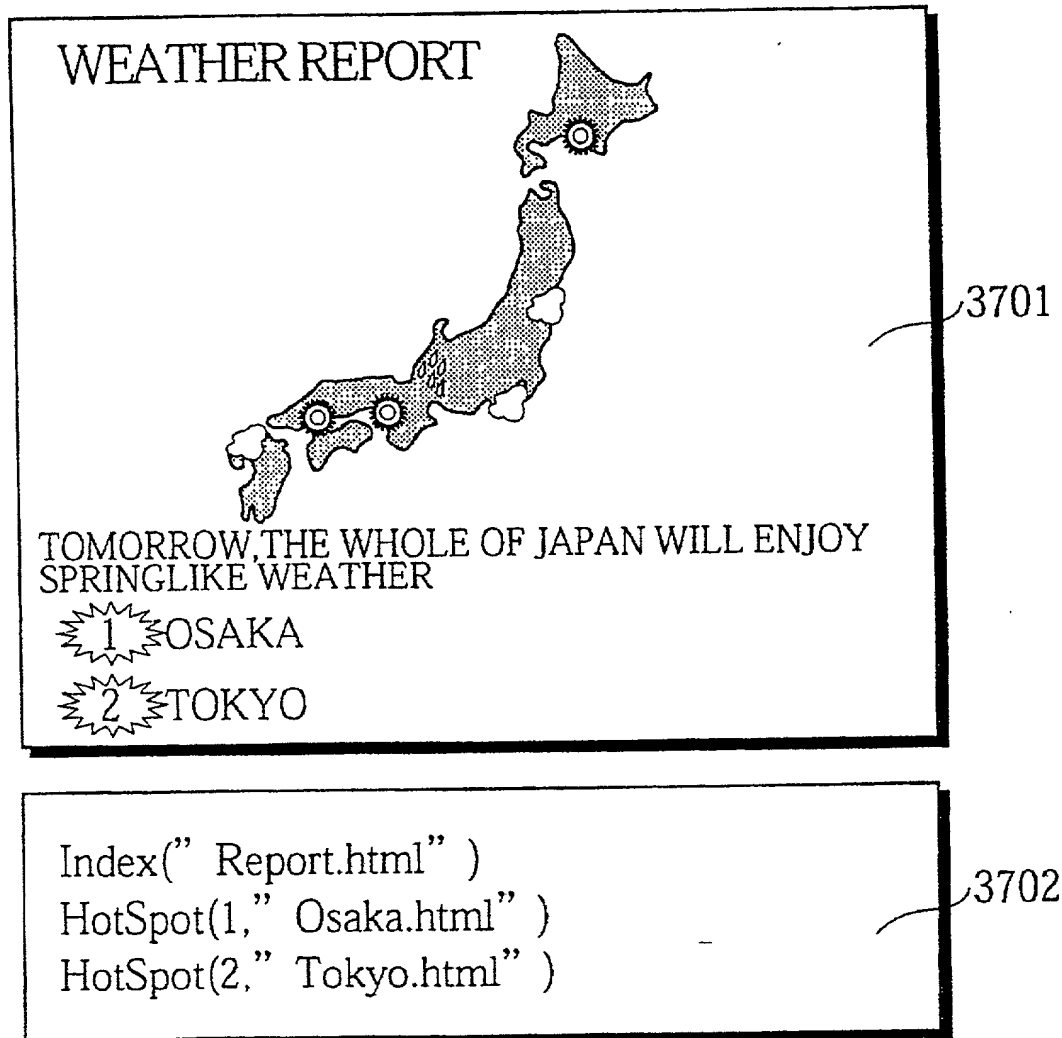 WEATHER REPORT
3701
TOMORROW,THE WHOLE OF JAPAN WILL ENJOY
SPRINGLIKE WEATHER
1 OSAKA
2 TOKYO
Index(” Report.html” )
HotSpot(1,” Osaka.html” )
HotSpot(2,” Tokyo.html” )
3702